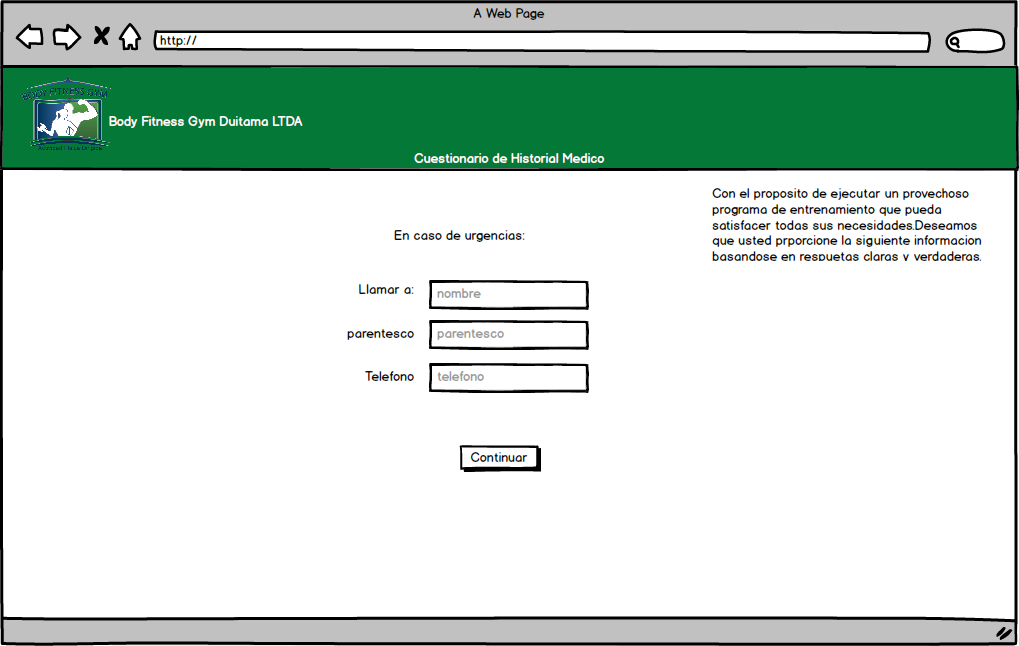 A Web Page
http://
BODY FITNESS GYM
Body Fitness Gym Duitama LTDA
Cuestionario de Historial Medico
Con el proposito de ejecutar un provechoso
programa de entrenamiento que pueda
satisfacer todas sus necesidades.Deseamos
que usted prporcione la siguiente informacion
basandose en respuetas claras y verdaderas.
En caso de urgencias:
Llamar a:
nombre
parentesco
parentesco
Telefono
telefono
Continuar